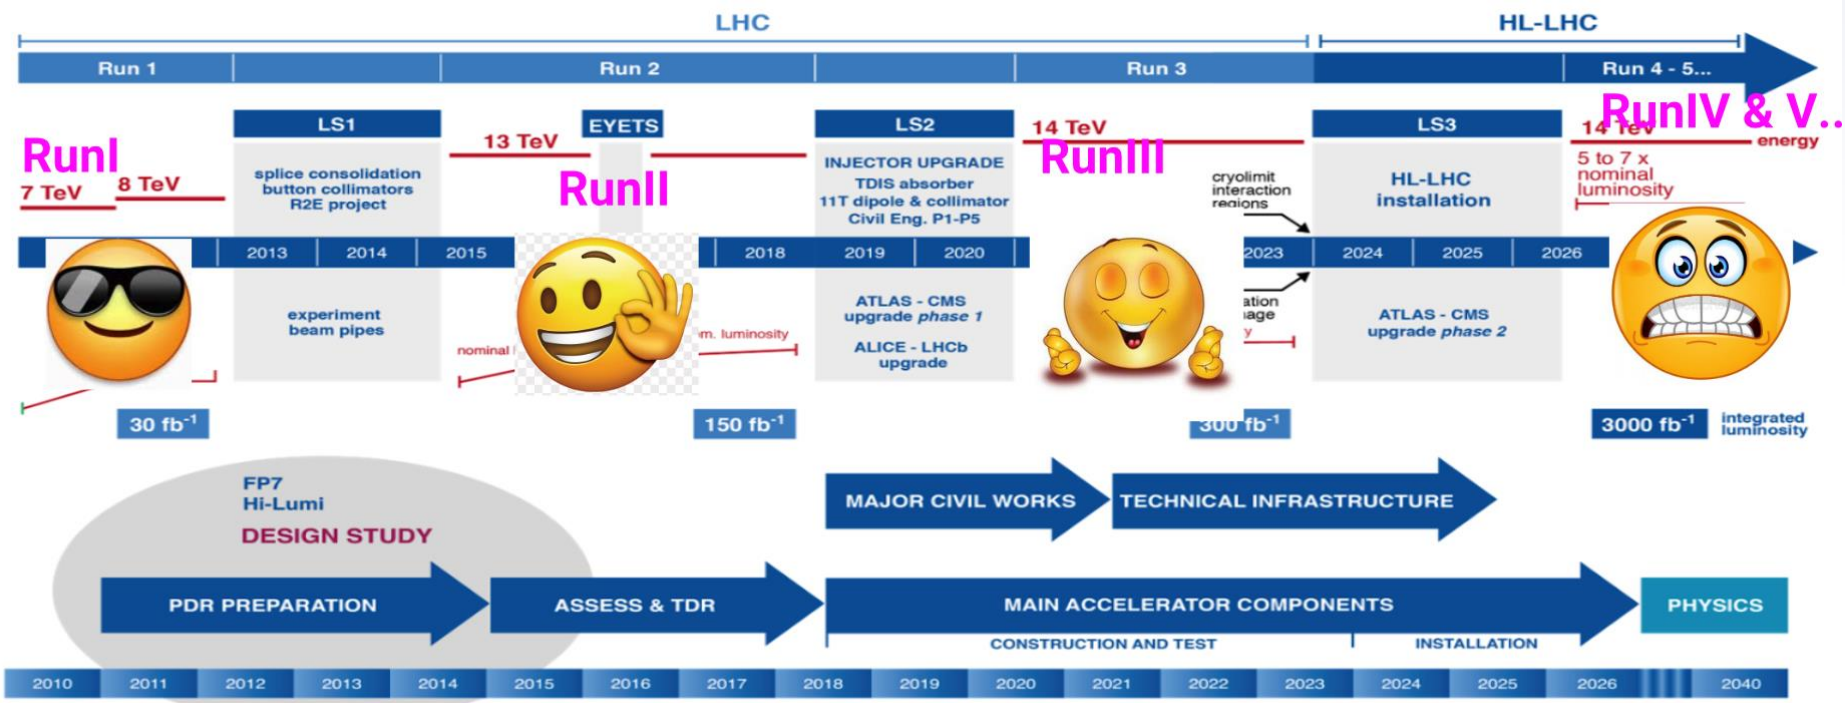 LHC
HL-LHC
Run 1
Run 2
Run 3
Run 4 - 5...
RunIV & V..
LS1
EYETS
LS2
LS3
13 TeV
14 TeV
14 TeV
energy
RunI
RunII
RunIII
7 TeV
8 TeV
splice consolidation
button collimators
R2E project
INJECTOR UPGRADE
TDIS absorber
11T dipole & collimator
Civil Eng. P1-P5
cryolimit
interaction
regions
HL-LHC
installation
5 to 7 x
nominal
luminosity
2013
2014
2015
2018
2019
2020
2023
2024
2025
2026
experiment
beam pipes
nominal
m. luminosity
ATLAS - CMS
upgrade phase 1
ALICE - LHCb
upgrade
ation
age
y
ATLAS - CMS
upgrade phase 2
30 fb⁻¹
150 fb⁻¹
300 fb⁻¹
3000 fb⁻¹
integrated
luminosity
FP7
Hi-Lumi
DESIGN STUDY
MAJOR CIVIL WORKS
TECHNICAL INFRASTRUCTURE
PDR PREPARATION
ASSESS & TDR
MAIN ACCELERATOR COMPONENTS
PHYSICS
CONSTRUCTION AND TEST
INSTALLATION
2010
2011
2012
2013
2014
2015
2016
2017
2018
2019
2020
2021
2022
2023
2024
2025
2026
2040